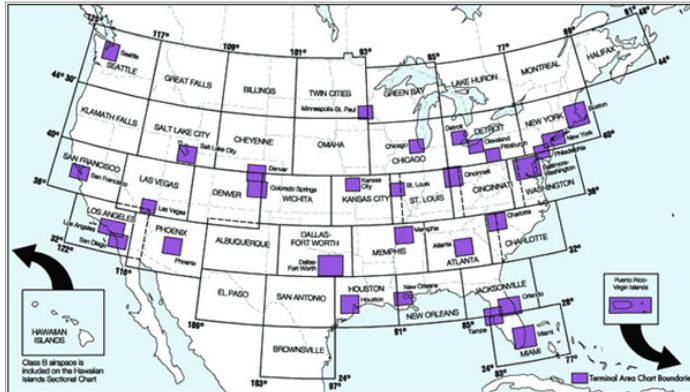 125°
117°
109°
101°
93°
85°
77°
69°
61°
48°
44°
44° 30'
40°
36°
32°
122°
116°
Seattle
SEATTLE
GREAT FALLS
BILLINGS
TWIN CITIES
Minneapolis-St. Paul
GREEN BAY
LAKE HURON
MONTREAL
HALIFAX
KLAMATH FALLS
SALT LAKE CITY
Salt Lake City
CHEYENNE
OMAHA
Chicago
CHICAGO
Detroit
DETROIT
Cleveland
Pittsburgh
NEW YORK
Boston
New York
40°
Philadelphia
Baltimore-
Washington
WASHINGTON
36°
SAN FRANCISCO
San Francisco
LAS VEGAS
Las Vegas
Denver
DENVER
Colorado Springs
WICHITA
Kansas
City
KANSAS CITY
St. Louis
ST. LOUIS
Cincinnati
CINCINNATI
LOS ANGELES
Los Angeles
San Diego
PHOENIX
Phoenix
ALBUQUERQUE
DALLAS-
FORT WORTH
Dallas-
Fort Worth
Memphis
MEMPHIS
Atlanta
ATLANTA
Charlotte
CHARLOTTE
32°
EL PASO
SAN ANTONIO
HOUSTON
Houston
New Orleans
NEW ORLEANS
JACKSONVILLE
Orlando
28°
Tampa
Miami
MIAMI
109°
103°
BROWNSVILLE
24°
97°
91°
85°
24°
83°
77°
HAWAIIAN
ISLANDS
Class B airspace is
included on the Hawaiian
Islands Sectional Chart
Puerto Rico-
Virgin Islands
Terminal Area Chart Boundaries